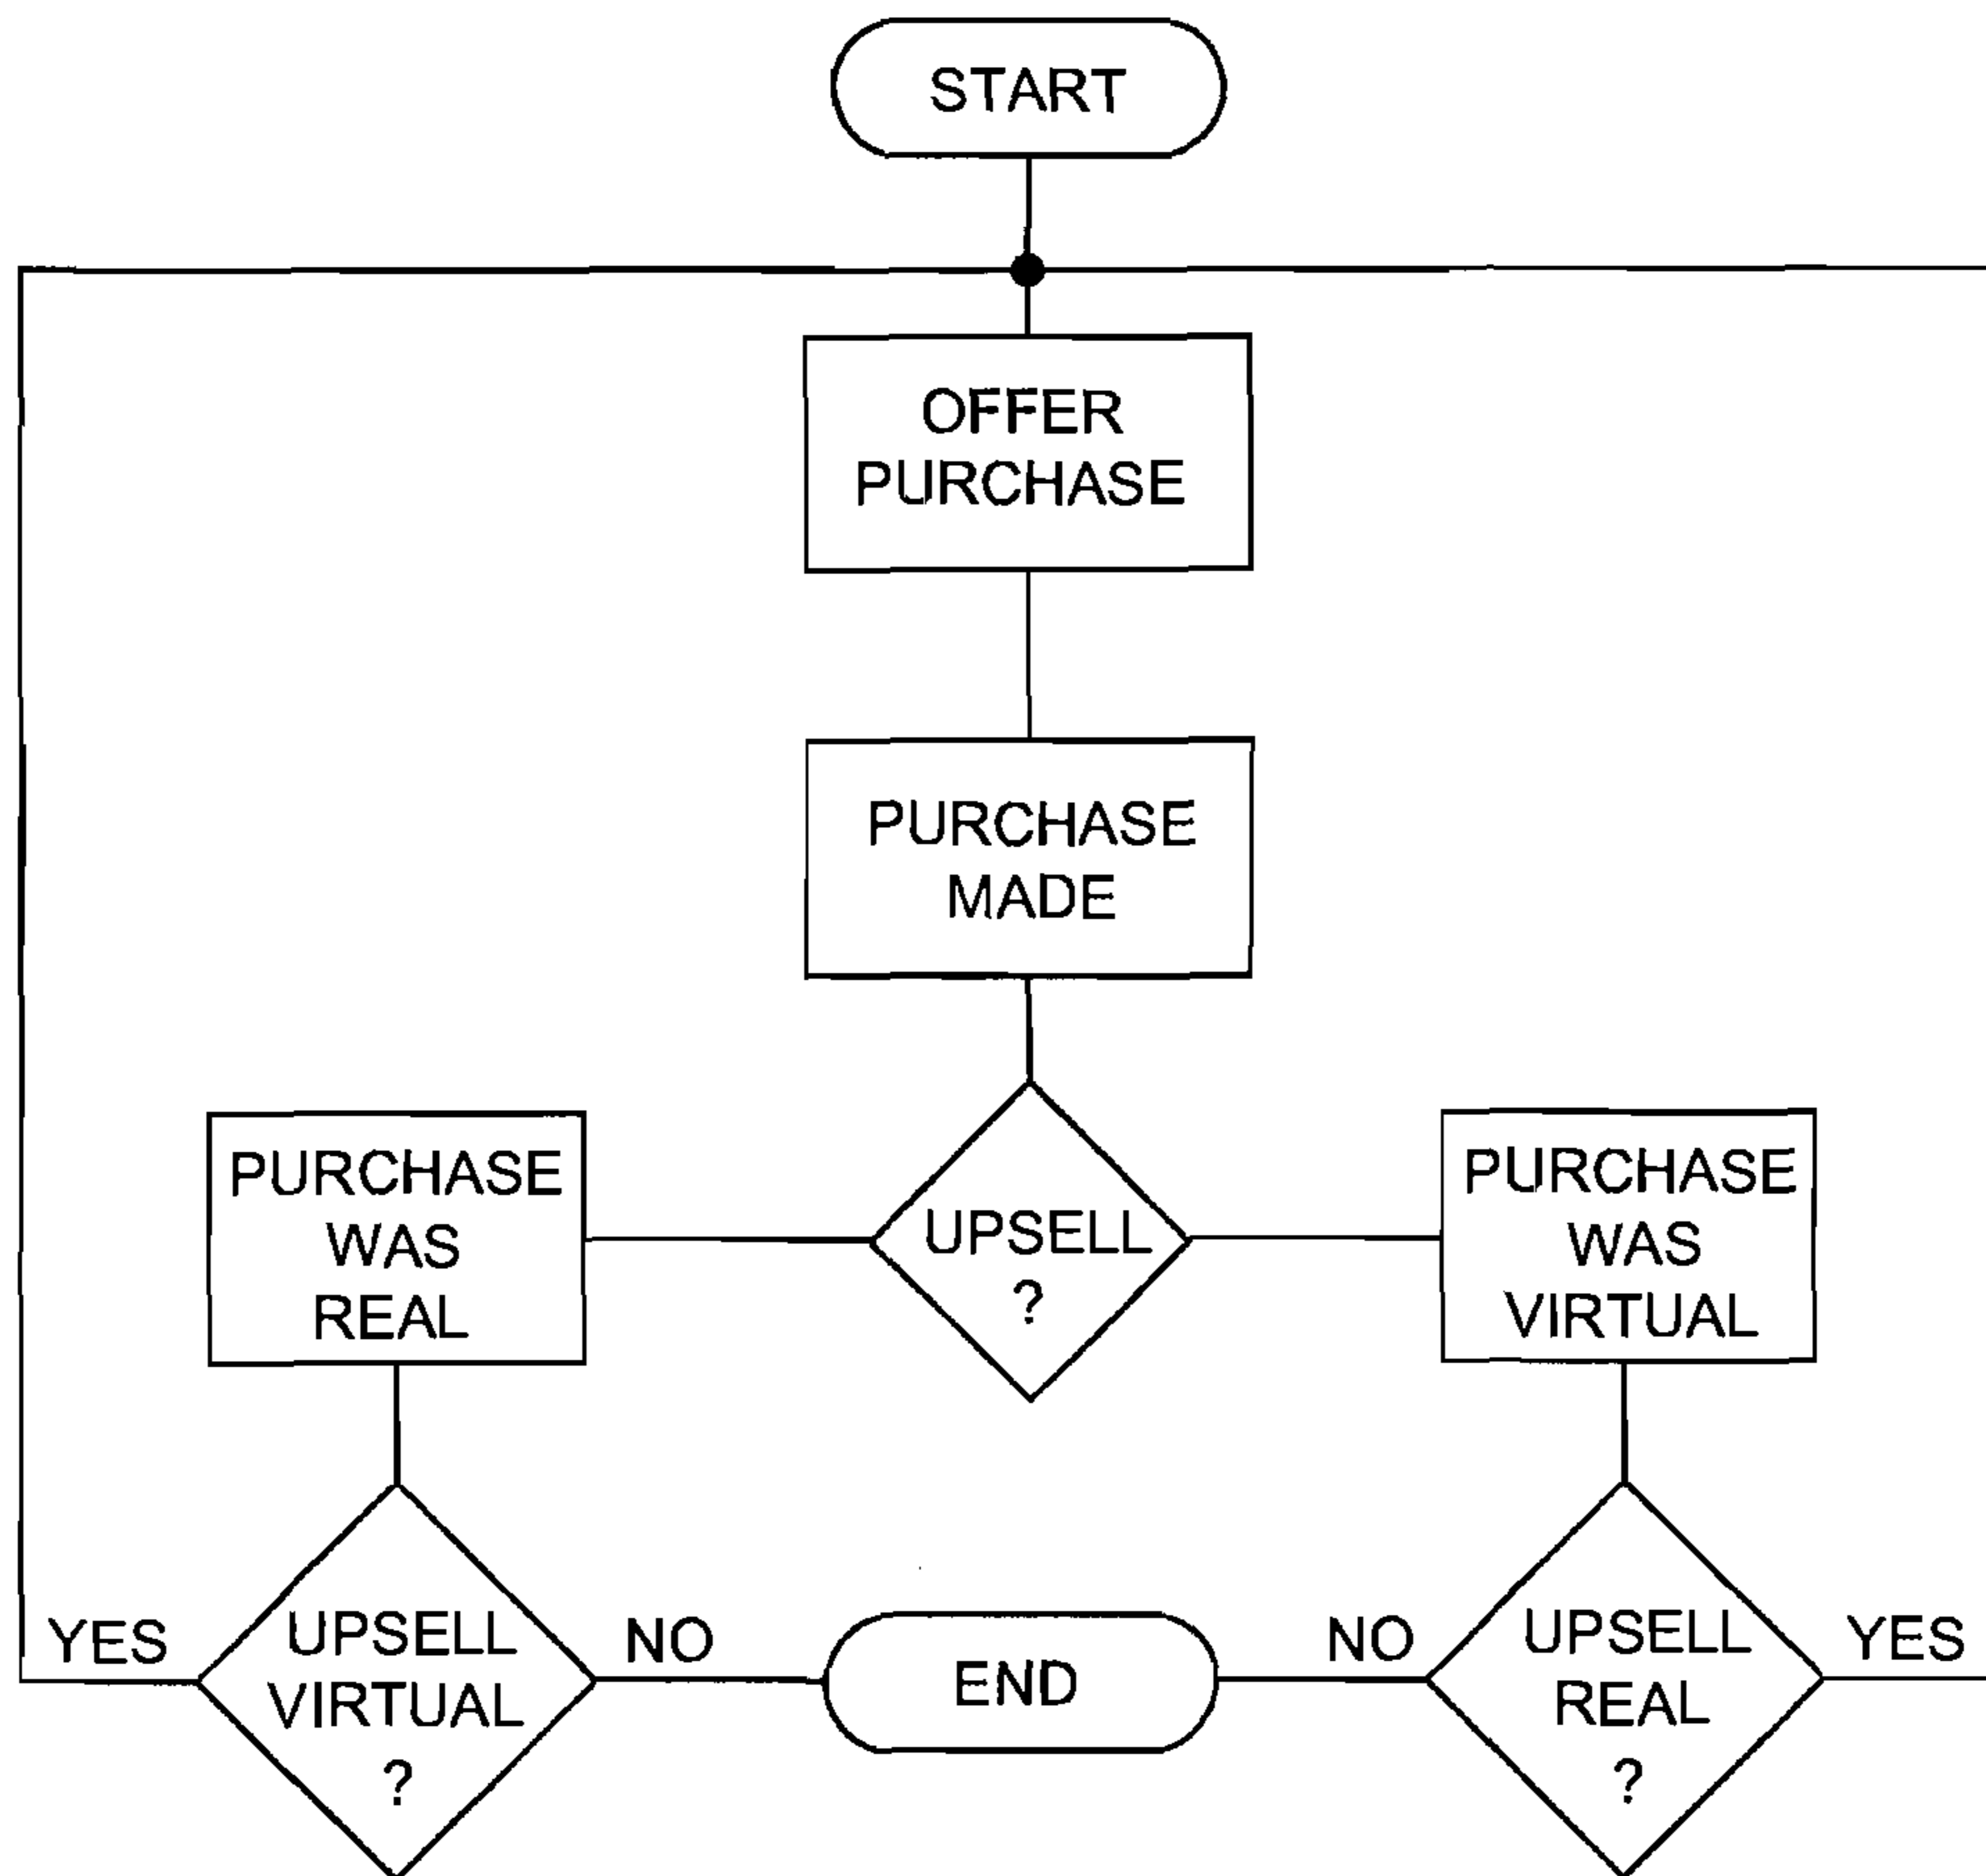 START
OFFER
PURCHASE
PURCHASE
MADE
PURCHASE
WAS
REAL
UPSELL
?
PURCHASE
WAS
VIRTUAL
YES
UPSELL
VIRTUAL
?
NO
END
NO
UPSELL
REAL
?
YES